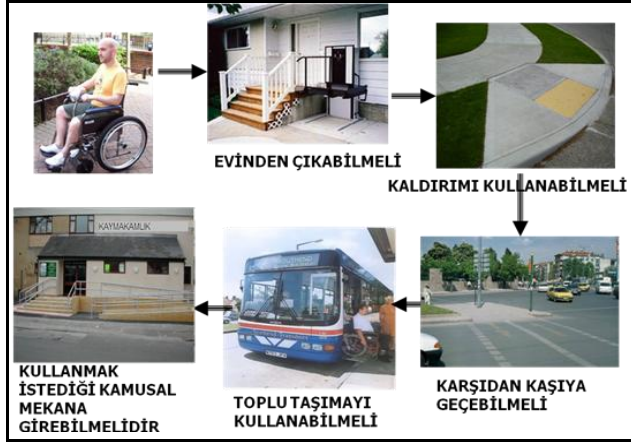 EVİNDEN ÇIKABİLMELİ
KALDIRIMI KULLANABİLMELİ
KARŞIDAN KAŞIYA
GEÇEBİLMELİ
TOPLU TAŞIMAYI
KULLANABİLMELİ
KAYMAKAMLIK
KULLANMAK
İSTEDİĞİ KAMUSAL
MEKANA
GİREBİLMELİDİR